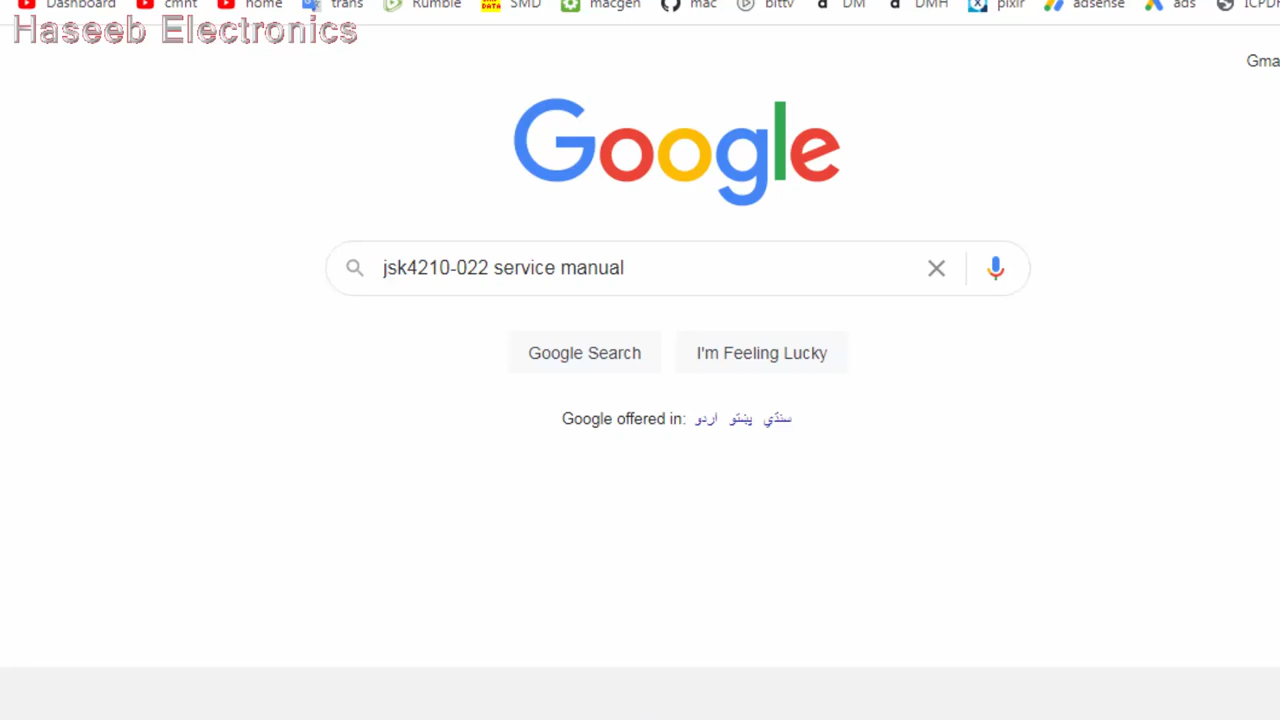 Dashboard cmnt home trans Rumble SMD macgen mac bittv DM DMH pixlr adsense ads
Haseeb Electronics
Google
jsk4210-022 service manual
Google Search I'm Feeling Lucky
Google offered in: اردو پښتو سنڌي